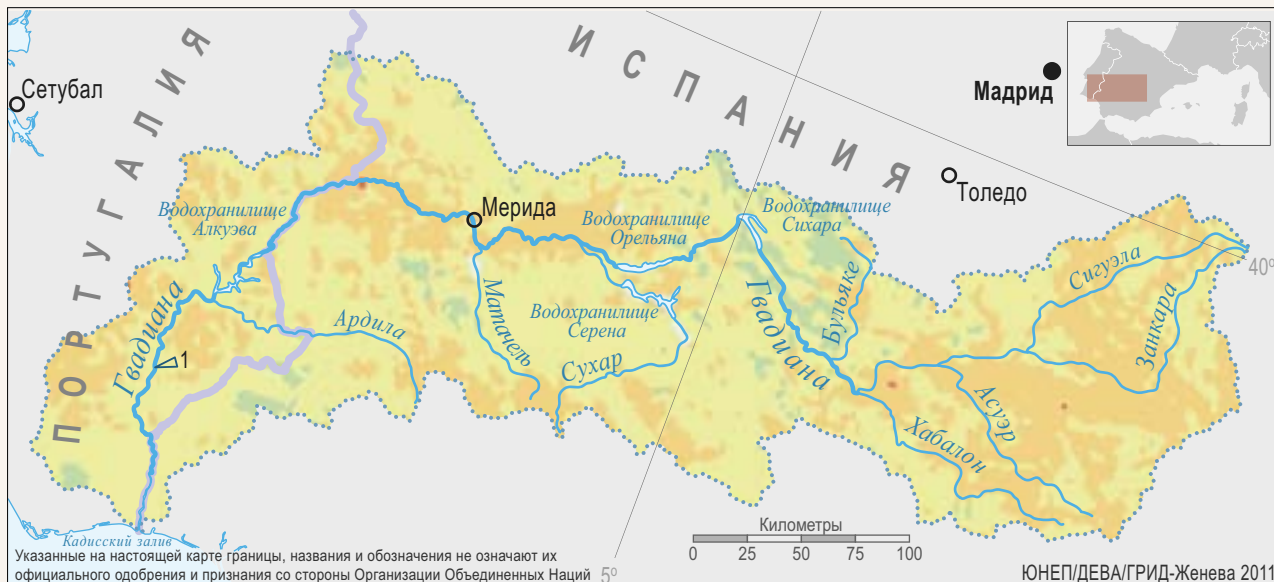 ПОРТУГАЛИЯ
ИСПАНИЯ
Сетубал
Мадрид
Толедо
Мерида
Водохранилище
Алкуэва
Водохранилище
Орельяна
Водохранилище
Сихара
Водохранилище
Серена
Гвадиана
Гвадиана
Ардила
Матачель
Сухар
Бульяке
Сигуэла
Занкара
Асуэр
Хабалон
1
40º
5º
Кадисский залив
Километры
0 25 50 75 100
Указанные на настоящей карте границы, названия и обозначения не означают их
официального одобрения и признания со стороны Организации Объединенных Наций
ЮНЕП/ДЕВА/ГРИД-Женева 2011